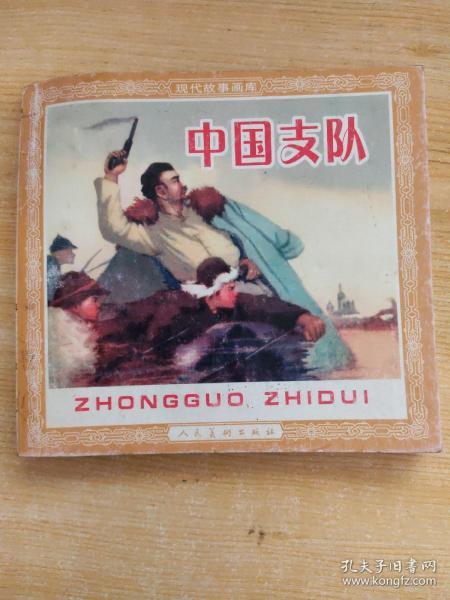 现代故事画库
中国支队
ZHONGGUO ZHIDUI
人民美术出版社
孔夫子旧书网
www.kongfz.com